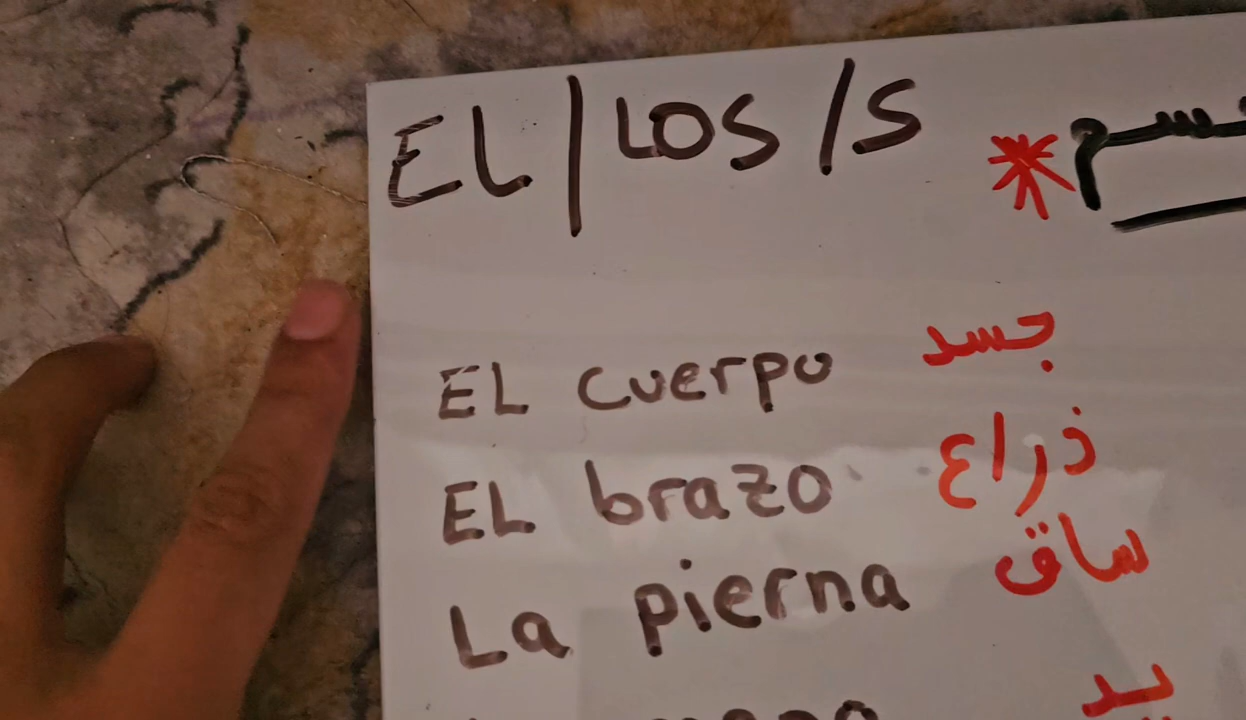 EL | LOS / S *
EL cuerpo جسد
EL brazo ذراع
La pierna ساق
يد